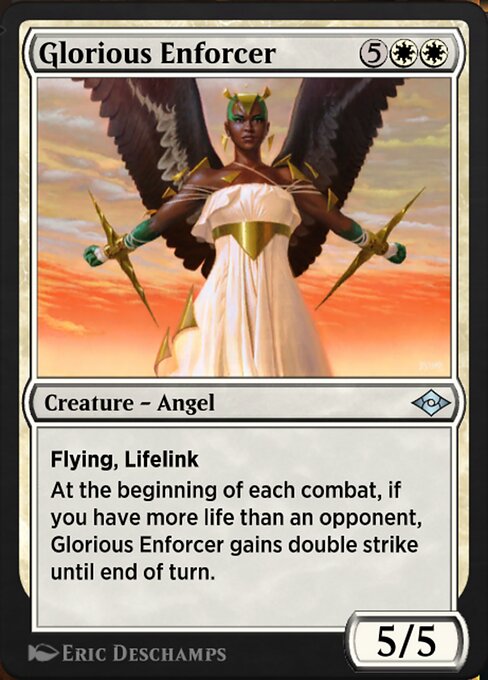 Glorious Enforcer 5
Creature – Angel
Flying, Lifelink
At the beginning of each combat, if
you have more life than an opponent,
Glorious Enforcer gains double strike
until end of turn.
5/5
Eric Deschamps